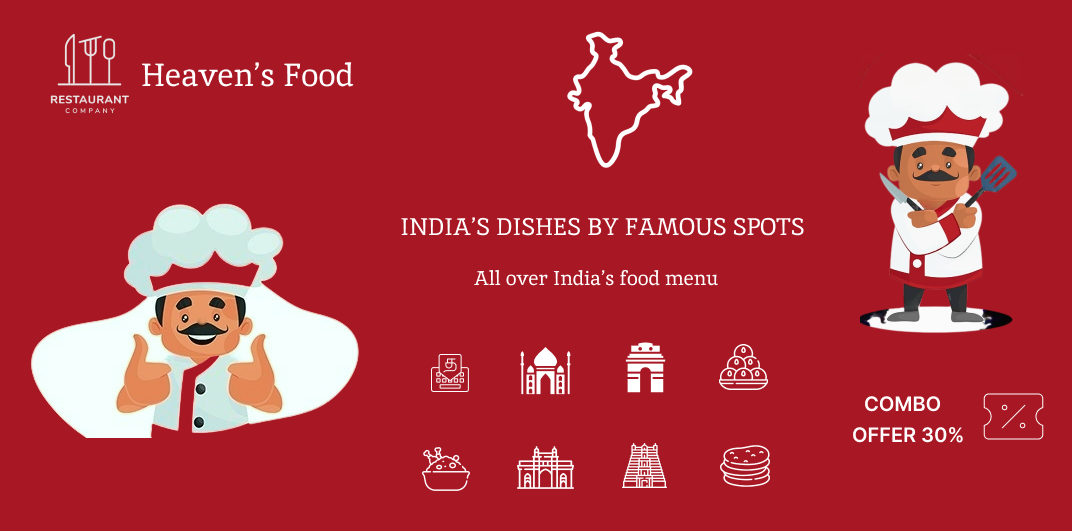 RESTAURANT
COMPANY
Heaven's Food
INDIA'S DISHES BY FAMOUS SPOTS
All over India's food menu
COMBO
OFFER 30%